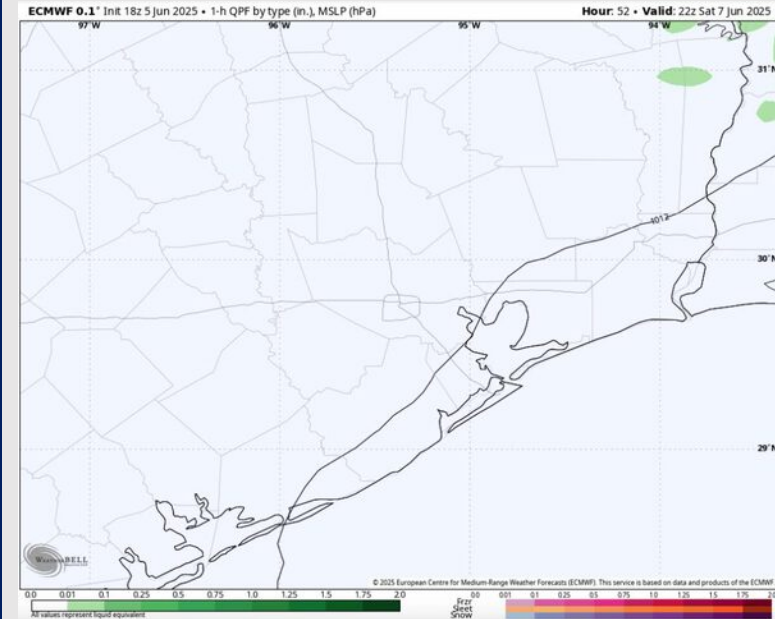 ECMWF 0.1° Init 18z 5 Jun 2025 • 1-h QPF by type (in.), MSLP (hPa) Hour: 52 • Valid: 22z Sat 7 Jun 2025
97°W 96°W 95°W 94°W
31°N
1012
30°N
29°N
WeatherBELL
© 2025 European Centre for Medium-Range Weather Forecasts (ECMWF). This service is based on data and products of the ECMWF
0.0 0.01 0.1 0.25 0.5 0.75 1.0 1.25 1.5 1.75 2.0 0.0 0.01 0.1 0.25 0.5 0.75 1.0 1.25 1.5 1.75 2.0
Frzr
Sleet
Snow
All values represent liquid equivalent